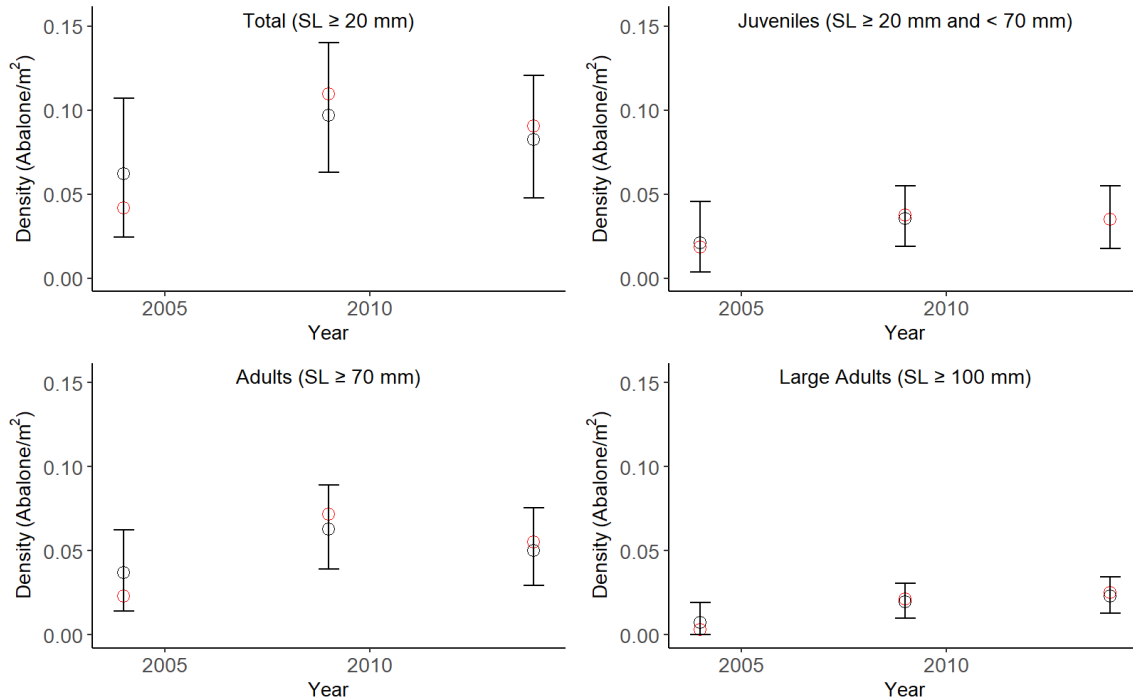 Total (SL ≥ 20 mm)
0.15
0.10
0.05
0.00
Density (Abalone/m²)
2005 2010
Year
Juveniles (SL ≥ 20 mm and < 70 mm)
0.15
0.10
0.05
0.00
Density (Abalone/m²)
2005 2010
Year
Adults (SL ≥ 70 mm)
0.15
0.10
0.05
0.00
Density (Abalone/m²)
2005 2010
Year
Large Adults (SL ≥ 100 mm)
0.15
0.10
0.05
0.00
Density (Abalone/m²)
2005 2010
Year